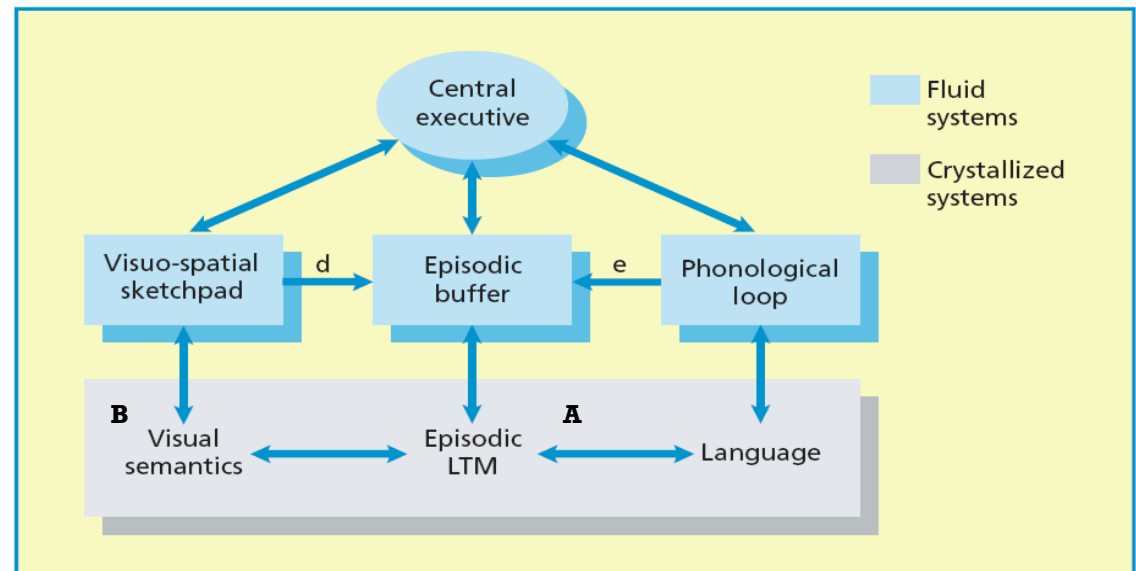 Central
executive
Fluid
systems
Crystallized
systems
Visuo-spatial
sketchpad
d
Episodic
buffer
e
Phonological
loop
B
Visual
semantics
Episodic
LTM
A
Language